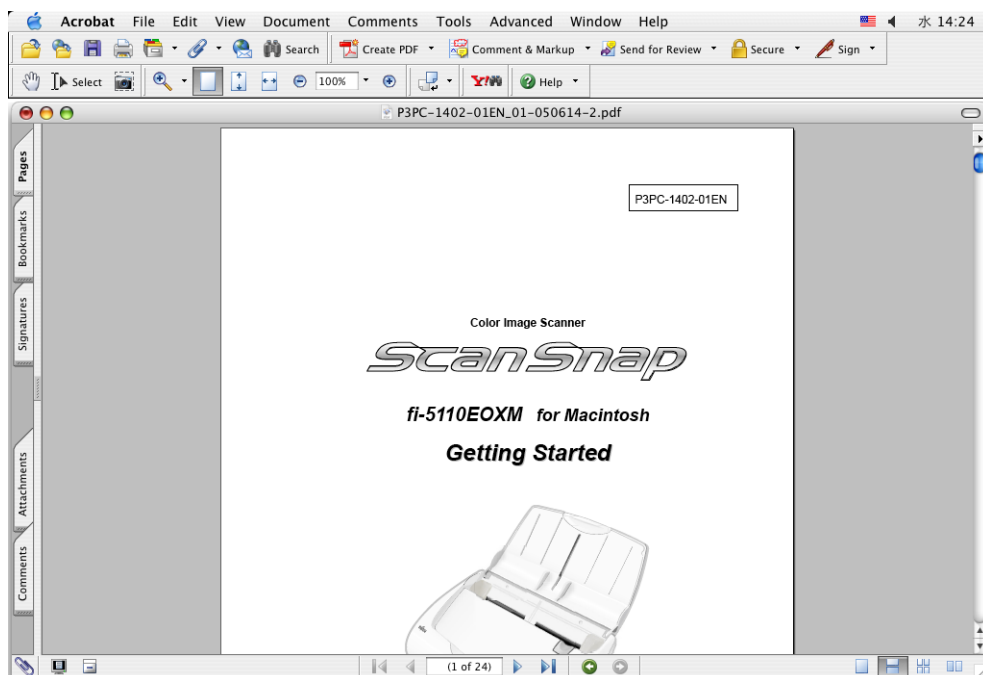 Acrobat File Edit View Document Comments Tools Advanced Window Help 水 14:24
Search Create PDF Comment & Markup Send for Review Secure Sign
Select 100% Y! Help
P3PC-1402-01EN_01-050614-2.pdf
Pages
Bookmarks
Signatures
Attachments
Comments
P3PC-1402-01EN
Color Image Scanner
ScanSnap
fi-5110EOXM for Macintosh
Getting Started
(1 of 24)